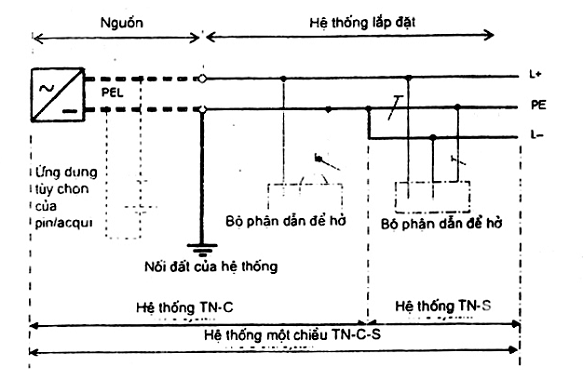 Nguồn
Hệ thống lắp đặt
L+
PEL
PE
L–
Ứng dung
tùy chon
của
pin/acqui
Bộ phận dẫn để hở
Bộ phận dẫn để hở
Nối đất của hệ thống
Hệ thống TN-C
Hệ thống TN-S
Hệ thống một chiều TN-C-S